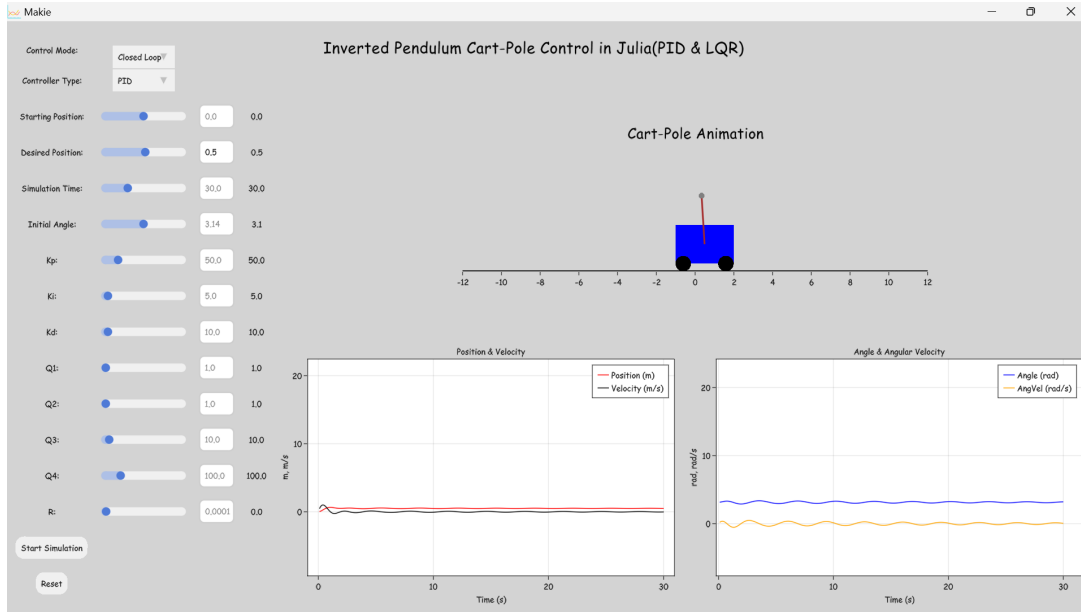 Makie
Inverted Pendulum Cart-Pole Control in Julia(PID & LQR)
Control Mode: Closed Loop
Controller Type: PID
Starting Position: 0.0 0.0
Desired Position: 0.5 0.5
Simulation Time: 30.0 30.0
Initial Angle: 3.14 3.1
Kp: 50.0 50.0
Ki: 5.0 5.0
Kd: 10.0 10.0
Q1: 1.0 1.0
Q2: 1.0 1.0
Q3: 10.0 10.0
Q4: 100.0 100.0
R: 0.0001 0.0
Start Simulation
Reset
Cart-Pole Animation
-12 -10 -8 -6 -4 -2 0 2 4 6 8 10 12
Position & Velocity
Position (m)
Velocity (m/s)
m, m/s
20
10
0
0 10 20 30
Time (s)
Angle & Angular Velocity
Angle (rad)
AngVel (rad/s)
rad, rad/s
20
10
0
0 10 20 30
Time (s)